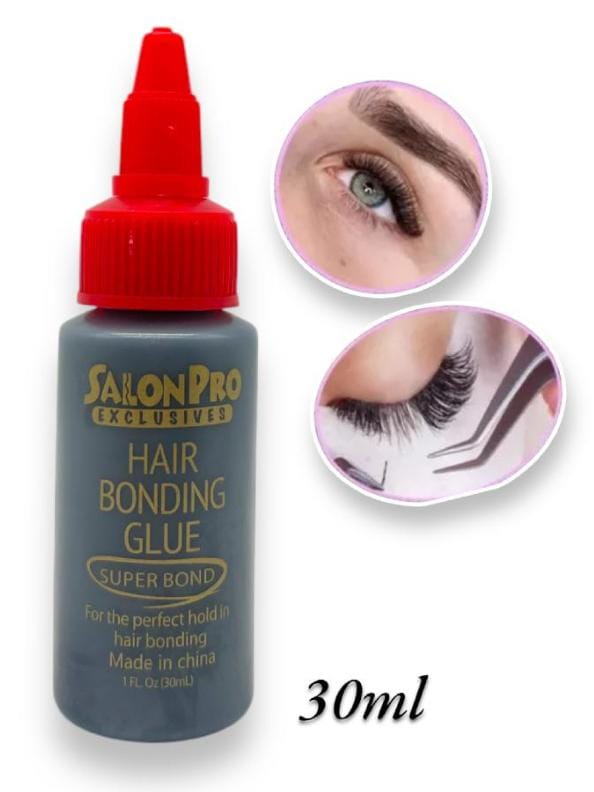 SALONPRO
EXCLUSIVES
HAIR
BONDING
GLUE
SUPER BOND
For the perfect hold in
hair bonding
Made in china
1 FL. Oz (30mL)
30ml